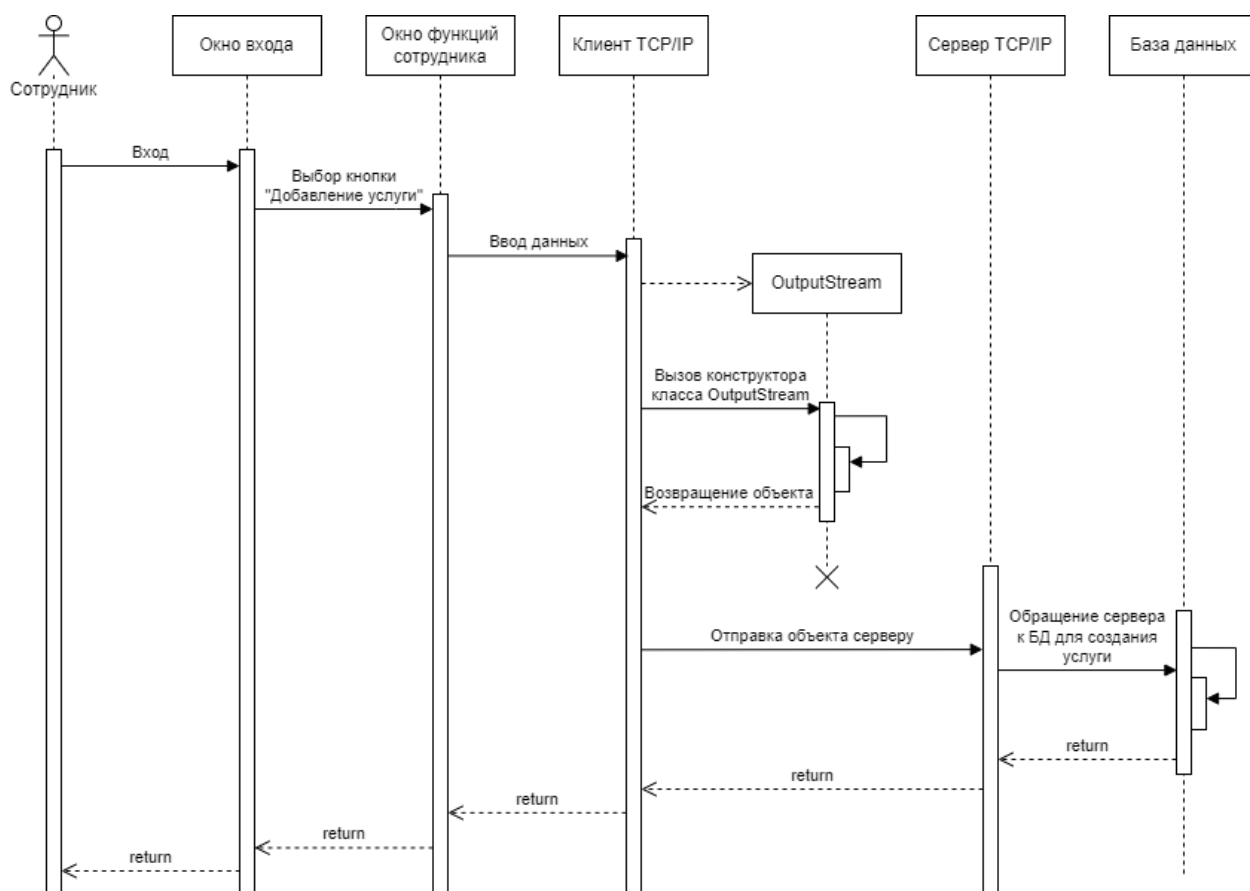 Сотрудник
Окно входа
Окно функций
сотрудника
Клиент TCP/IP
Сервер TCP/IP
База данных
Вход
Выбор кнопки
"Добавление услуги"
Ввод данных
OutputStream
Вызов конструктора
класса OutputStream
Возвращение объекта
Отправка объекта серверу
Обращение сервера
к БД для создания
услуги
return
return
return
return
return